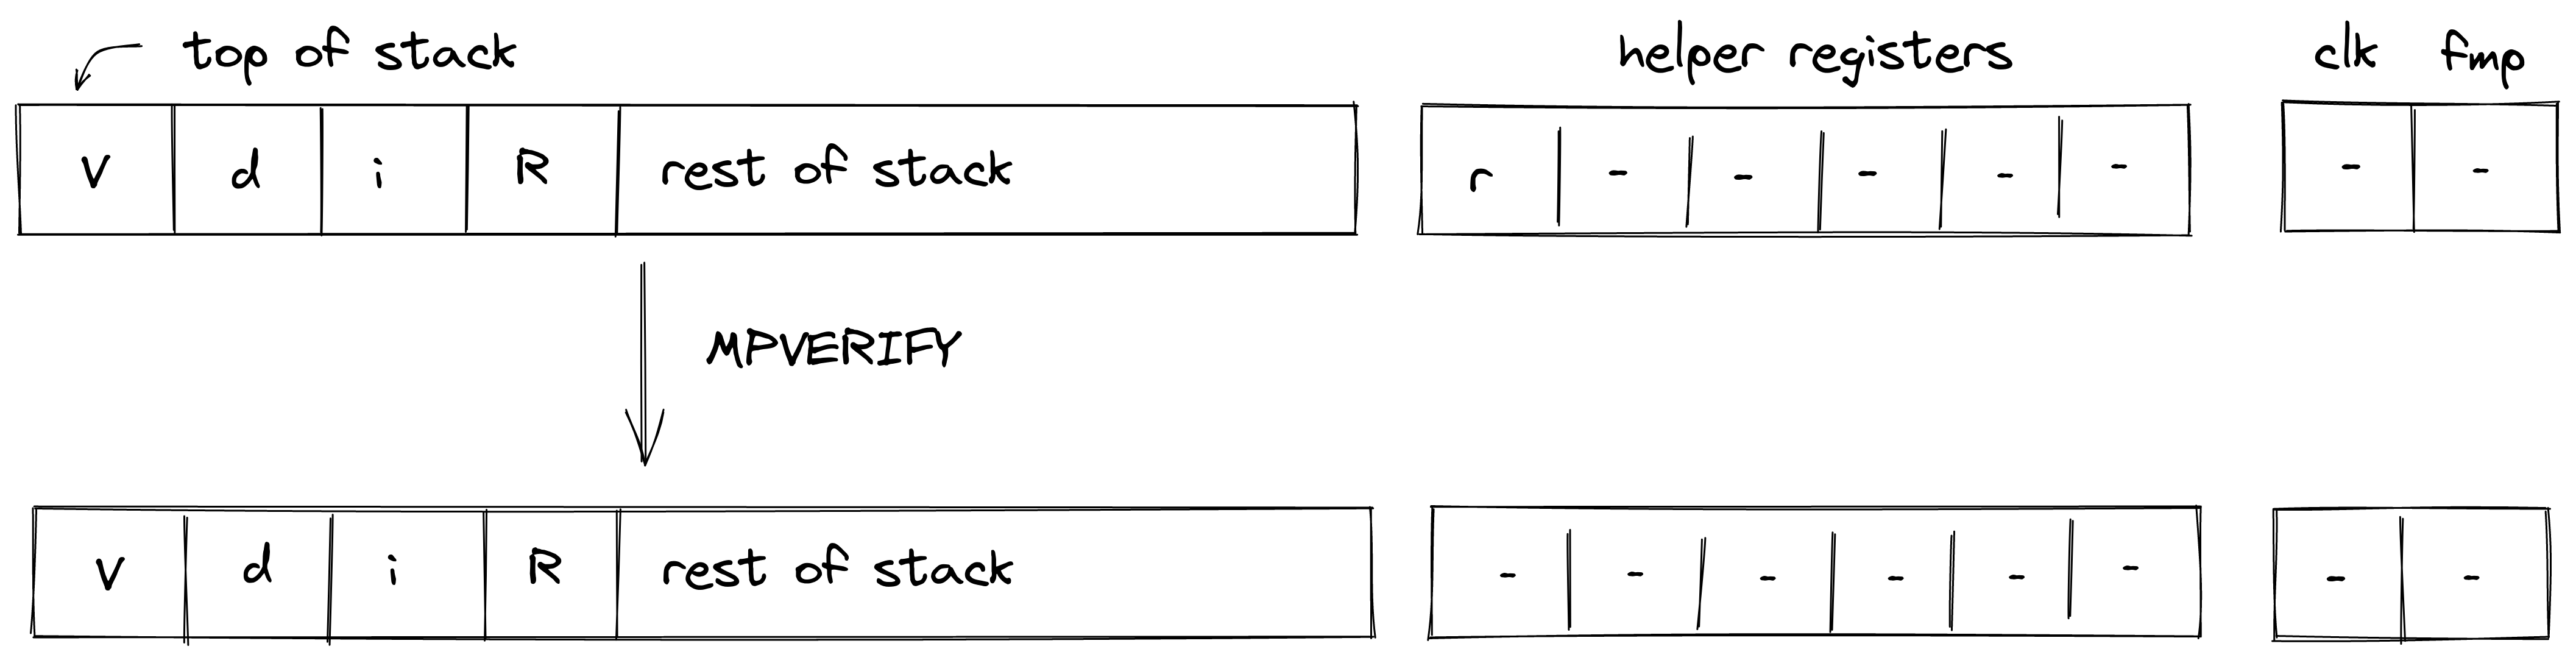 top of stack helper registers clk fmp
V d i R rest of stack r - - - - - - -
MPVERIFY
V d i R rest of stack - - - - - - - -